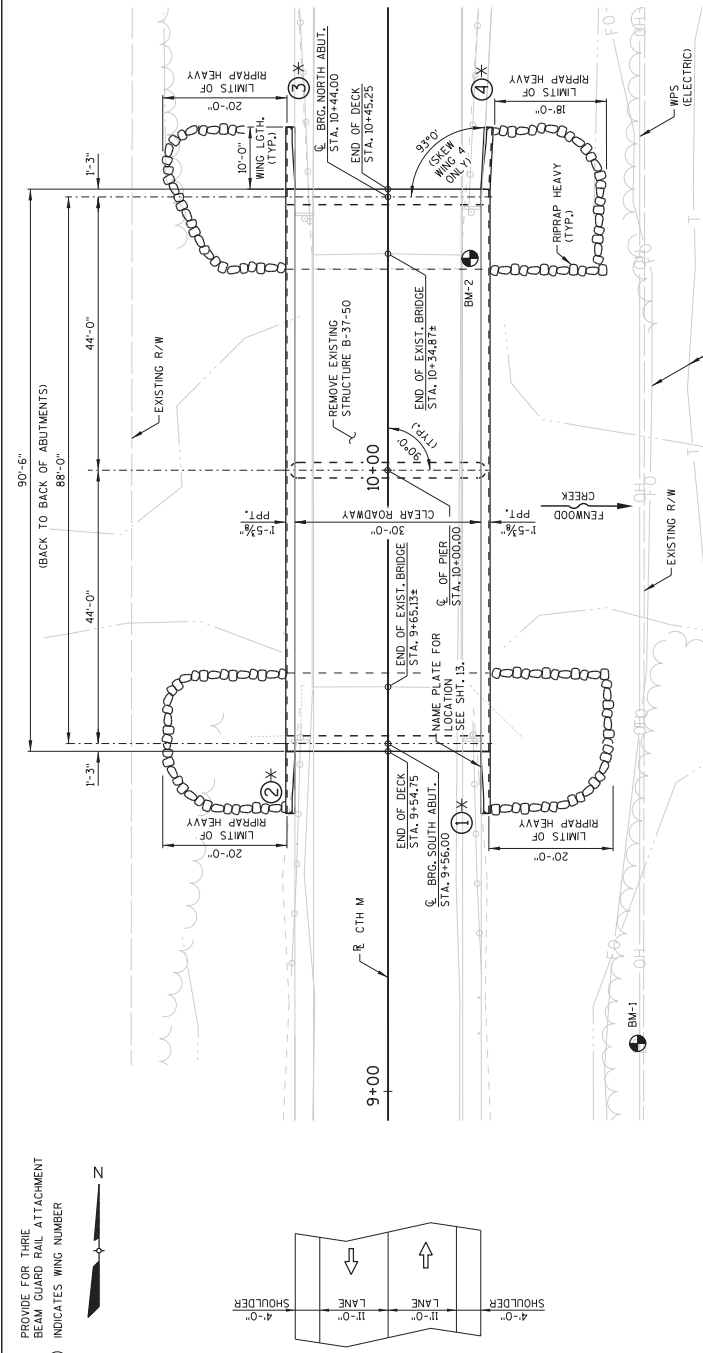 PROVIDE FOR THRIE
BEAM GUARD RAIL ATTACHMENT
INDICATES WING NUMBER
N
SHOULDER
4'-0"
LANE
11'-0"
LANE
11'-0"
SHOULDER
4'-0"
90'-6"
(BACK TO BACK OF ABUTMENTS)
88'-0"
1'-3"
44'-0"
44'-0"
1'-3"
20'-0"
LIMITS OF
RIPRAP HEAVY
2*
20'-0"
LIMITS OF
RIPRAP HEAVY
3*
10'-0"
WING LGTH.
(TYP.)
EXISTING R/W
REMOVE EXISTING
STRUCTURE B-37-50
℄ BRG. NORTH ABUT.
STA. 10+44.00
END OF DECK
STA. 10+45.25
END OF EXIST. BRIDGE
STA. 10+34.87±
93°0'
(SKEW
WING 4
ONLY)
4*
18'-0"
LIMITS OF
RIPRAP HEAVY
RIPRAP HEAVY
(TYP.)
BM-2
10+00
90°0'
(TYP.)
1'-5⅜"
PPT.
30'-0"
CLEAR ROADWAY
1'-5⅜"
PPT.
℄ OF PIER
STA. 10+00.00
END OF EXIST. BRIDGE
STA. 9+65.13±
NAME PLATE FOR
LOCATION
SEE SHT. 13.
END OF DECK
STA. 9+54.75
℄ BRG. SOUTH ABUT.
STA. 9+56.00
1*
20'-0"
LIMITS OF
RIPRAP HEAVY
FENWOOD
CREEK
EXISTING R/W
WPS
(ELECTRIC)
RL CTH M
9+00
BM-1
FO
OH
OH
FO
OH
FO
OH
FO
T
T